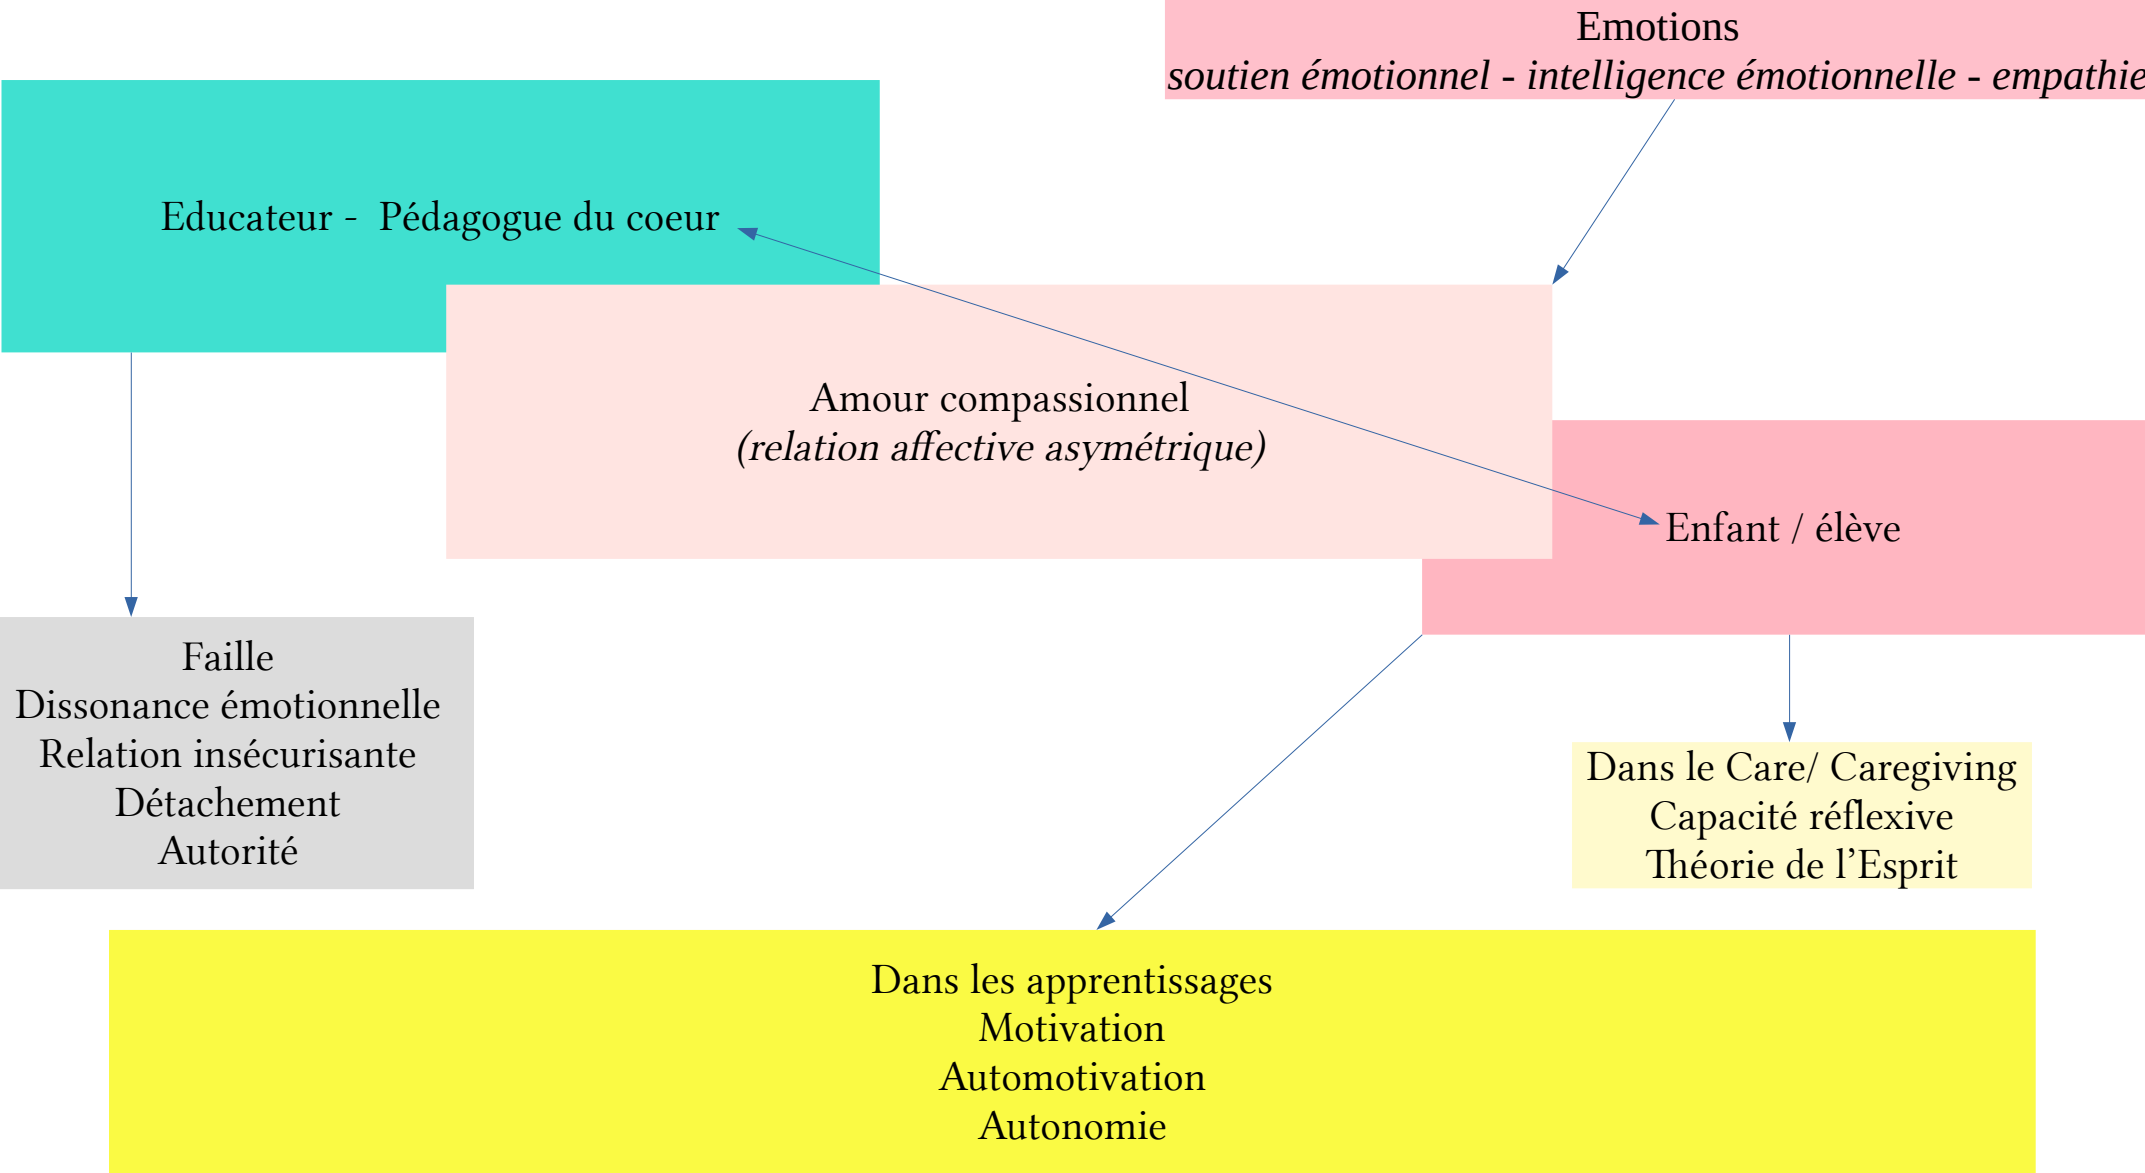 Emotions
soutien émotionnel - intelligence émotionnelle - empathie
Educateur -  Pédagogue du coeur
Amour compassionnel
(relation affective asymétrique)
Enfant / élève
Faille
Dissonance émotionnelle
Relation insécurisante
Détachement
Autorité
Dans le Care/ Caregiving
Capacité réflexive
Théorie de l’Esprit
Dans les apprentissages
Motivation
Automotivation
Autonomie